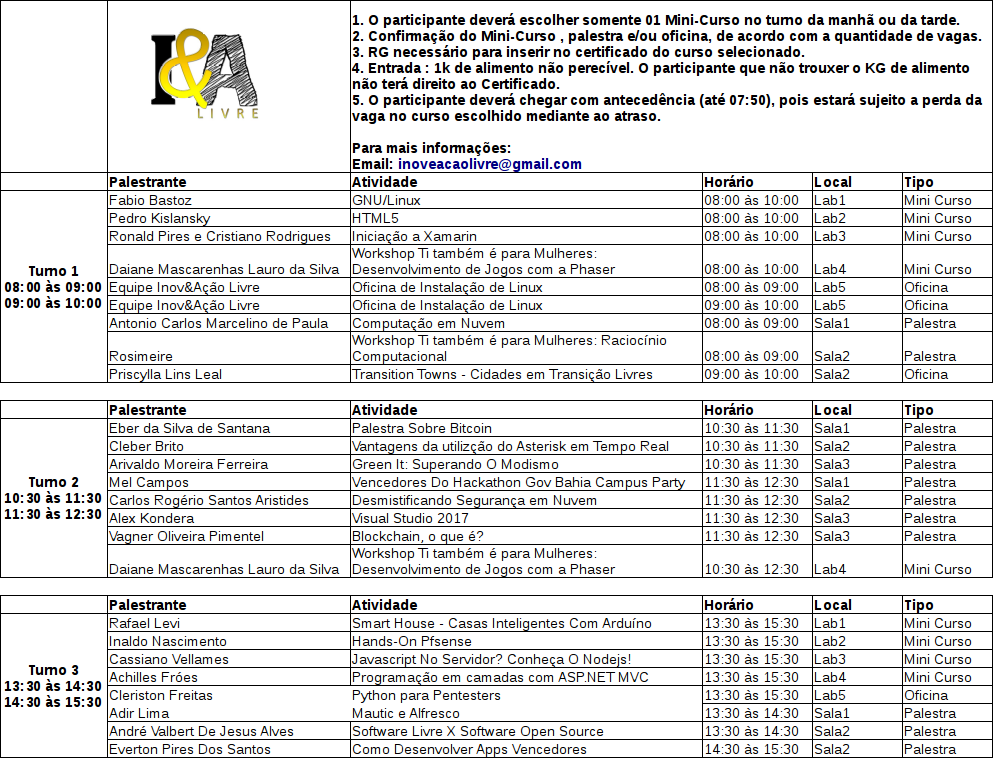 I&A
LIVRE
1. O participante deverá escolher somente 01 Mini-Curso no turno da manhã ou da tarde.
2. Confirmação do Mini-Curso , palestra e/ou oficina, de acordo com a quantidade de vagas.
3. RG necessário para inserir no certificado do curso selecionado.
4. Entrada : 1k de alimento não perecível. O participante que não trouxer o KG de alimento
não terá direito ao Certificado.
5. O participante deverá chegar com antecedência (até 07:50), pois estará sujeito a perda da
vaga no curso escolhido mediante ao atraso.
Para mais informações:
Email: inoveacaolivre@gmail.com
Palestrante Atividade Horário Local Tipo
Turno 1
08:00 às 09:00
09:00 às 10:00
Fabio Bastoz GNU/Linux 08:00 às 10:00 Lab1 Mini Curso
Pedro Kislansky HTML5 08:00 às 10:00 Lab2 Mini Curso
Ronald Pires e Cristiano Rodrigues Iniciação a Xamarin 08:00 às 10:00 Lab3 Mini Curso
Workshop Ti também é para Mulheres:
Daiane Mascarenhas Lauro da Silva Desenvolvimento de Jogos com a Phaser 08:00 às 10:00 Lab4 Mini Curso
Equipe Inov&Ação Livre Oficina de Instalação de Linux 08:00 às 09:00 Lab5 Oficina
Equipe Inov&Ação Livre Oficina de Instalação de Linux 09:00 às 10:00 Lab5 Oficina
Antonio Carlos Marcelino de Paula Computação em Nuvem 08:00 às 09:00 Sala1 Palestra
Workshop Ti também é para Mulheres: Raciocínio
Rosimeire Computacional 08:00 às 09:00 Sala2 Palestra
Priscylla Lins Leal Transition Towns - Cidades em Transição Livres 09:00 às 10:00 Sala2 Oficina
Palestrante Atividade Horário Local Tipo
Turno 2
10:30 às 11:30
11:30 às 12:30
Eber da Silva de Santana Palestra Sobre Bitcoin 10:30 às 11:30 Sala1 Palestra
Cleber Brito Vantagens da utilizção do Asterisk em Tempo Real 10:30 às 11:30 Sala2 Palestra
Arivaldo Moreira Ferreira Green It: Superando O Modismo 10:30 às 11:30 Sala3 Palestra
Mel Campos Vencedores Do Hackathon Gov Bahia Campus Party 11:30 às 12:30 Sala1 Palestra
Carlos Rogério Santos Aristides Desmistificando Segurança em Nuvem 11:30 às 12:30 Sala2 Palestra
Alex Kondera Visual Studio 2017 11:30 às 12:30 Sala3 Palestra
Vagner Oliveira Pimentel Blockchain, o que é? 11:30 às 12:30 Sala3 Palestra
Workshop Ti também é para Mulheres:
Daiane Mascarenhas Lauro da Silva Desenvolvimento de Jogos com a Phaser 10:30 às 12:30 Lab4 Mini Curso
Palestrante Atividade Horário Local Tipo
Turno 3
13:30 às 14:30
14:30 às 15:30
Rafael Levi Smart House - Casas Inteligentes Com Arduíno 13:30 às 15:30 Lab1 Mini Curso
Inaldo Nascimento Hands-On Pfsense 13:30 às 15:30 Lab2 Mini Curso
Cassiano Vellames Javascript No Servidor? Conheça O Nodejs! 13:30 às 15:30 Lab3 Mini Curso
Achilles Fróes Programação em camadas com ASP.NET MVC 13:30 às 15:30 Lab4 Mini Curso
Cleriston Freitas Python para Pentesters 13:30 às 15:30 Lab5 Oficina
Adir Lima Mautic e Alfresco 13:30 às 14:30 Sala1 Palestra
André Valbert De Jesus Alves Software Livre X Software Open Source 13:30 às 14:30 Sala2 Palestra
Everton Pires Dos Santos Como Desenvolver Apps Vencedores 14:30 às 15:30 Sala2 Palestra